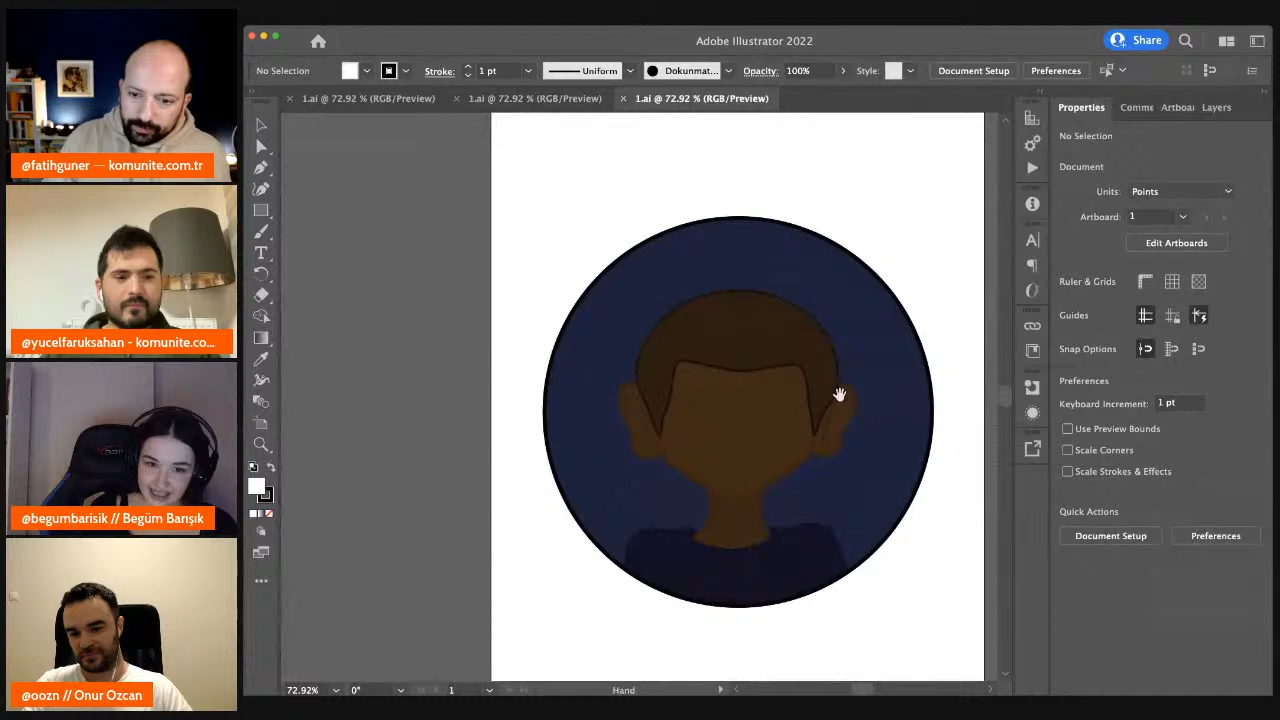 @fatihguner — komunite.com.tr
@yucelfaruksahan - komunite.co...
@begumbarisik // Begüm Barışık
@oozn // Onur Ozcan
Adobe Illustrator 2022
Share
No Selection
Stroke:
1 pt
Uniform
Dokunmat...
Opacity:
100%
Style:
Document Setup
Preferences
1.ai @ 72.92 % (RGB/Preview)
1.ai @ 72.92 % (RGB/Preview)
1.ai @ 72.92 % (RGB/Preview)
72.92%
0°
1
Hand
Properties
Comme
Artboar
Layers
No Selection
Document
Units:
Points
Artboard:
1
Edit Artboards
Ruler & Grids
Guides
Snap Options
Preferences
Keyboard Increment:
1 pt
Use Preview Bounds
Scale Corners
Scale Strokes & Effects
Quick Actions
Document Setup
Preferences